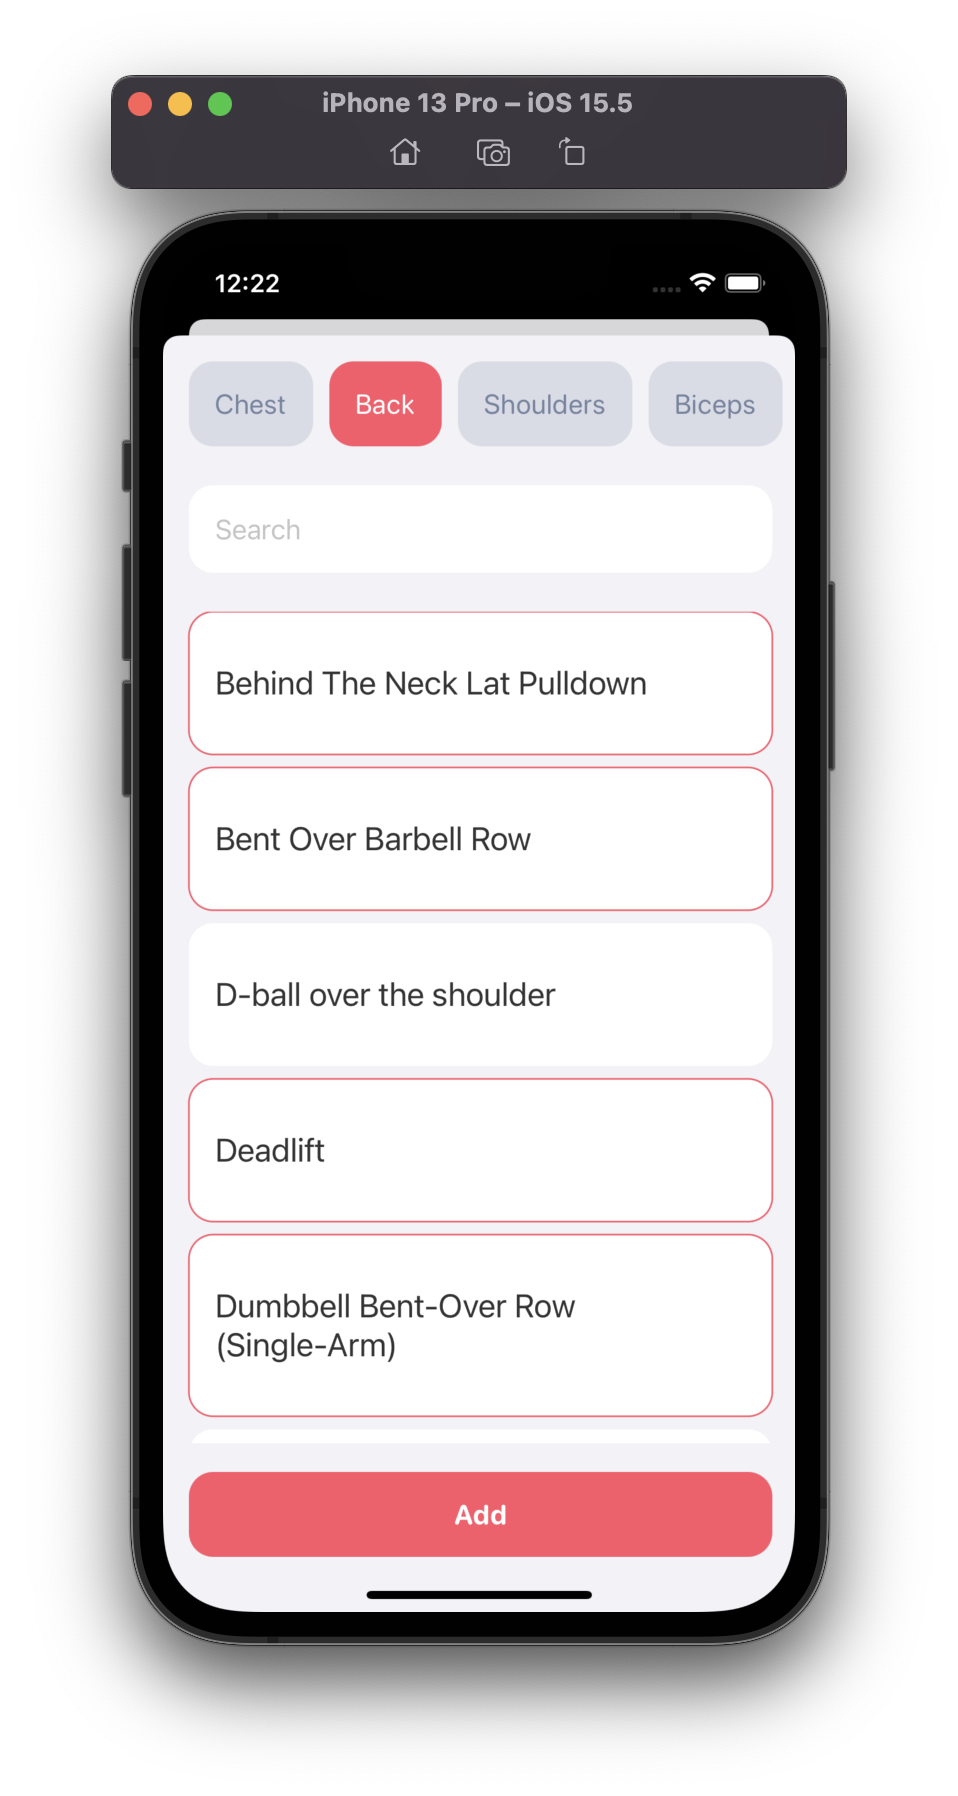 iPhone 13 Pro – iOS 15.5
12:22
Chest Back Shoulders Biceps
Search
Behind The Neck Lat Pulldown
Bent Over Barbell Row
D-ball over the shoulder
Deadlift
Dumbbell Bent-Over Row
(Single-Arm)
Add